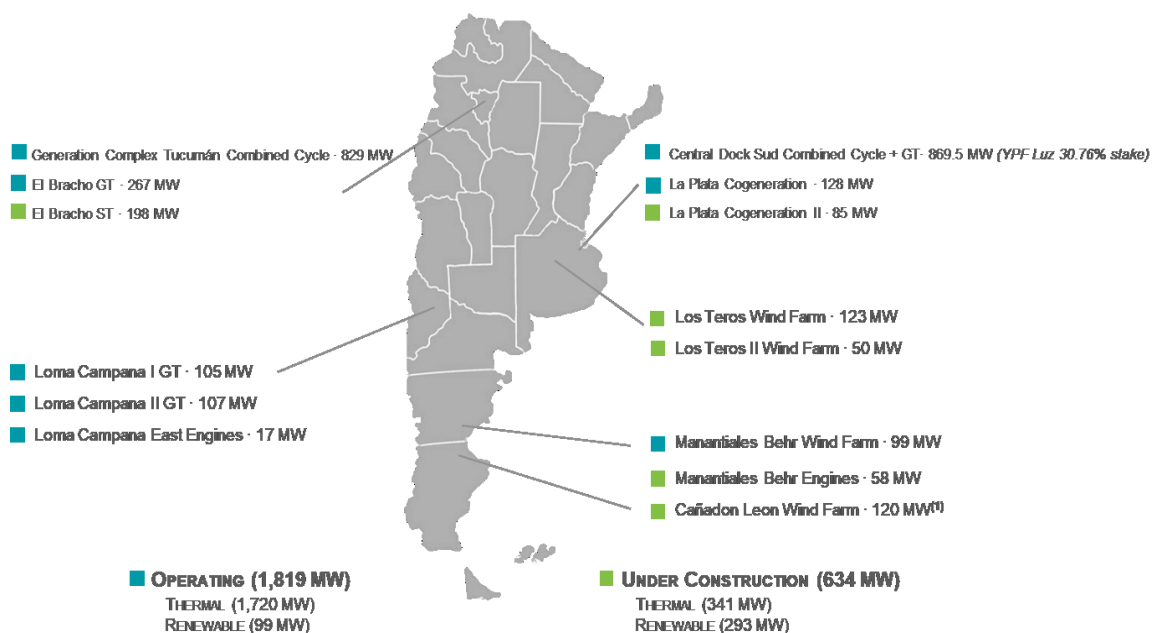 Generation Complex Tucumán Combined Cycle · 829 MW
El Bracho GT · 267 MW
El Bracho ST · 198 MW
Central Dock Sud Combined Cycle + GT- 869.5 MW (YPF Luz 30.76% stake)
La Plata Cogeneration · 128 MW
La Plata Cogeneration II · 85 MW
Los Teros Wind Farm · 123 MW
Los Teros II Wind Farm · 50 MW
Loma Campana I GT · 105 MW
Loma Campana II GT · 107 MW
Loma Campana East Engines · 17 MW
Manantiales Behr Wind Farm · 99 MW
Manantiales Behr Engines · 58 MW
Cañadon Leon Wind Farm · 120 MW(1)
OPERATING (1,819 MW)
THERMAL (1,720 MW)
RENEWABLE (99 MW)
UNDER CONSTRUCTION (634 MW)
THERMAL (341 MW)
RENEWABLE (293 MW)